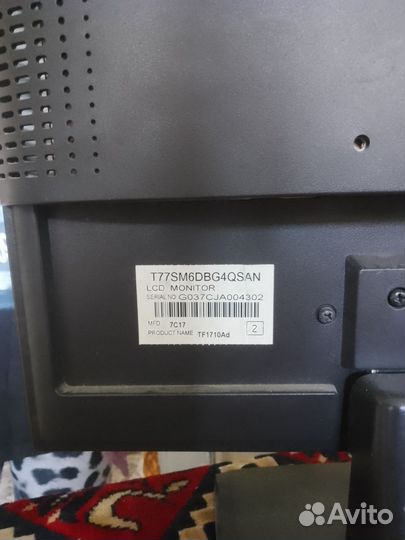 T77SM6DBG4QSAN
LCD MONITOR
SERIAL NO G037CJA004302
MFD 7C17
PRODUCT NAME TF1710Ad 2
Avito